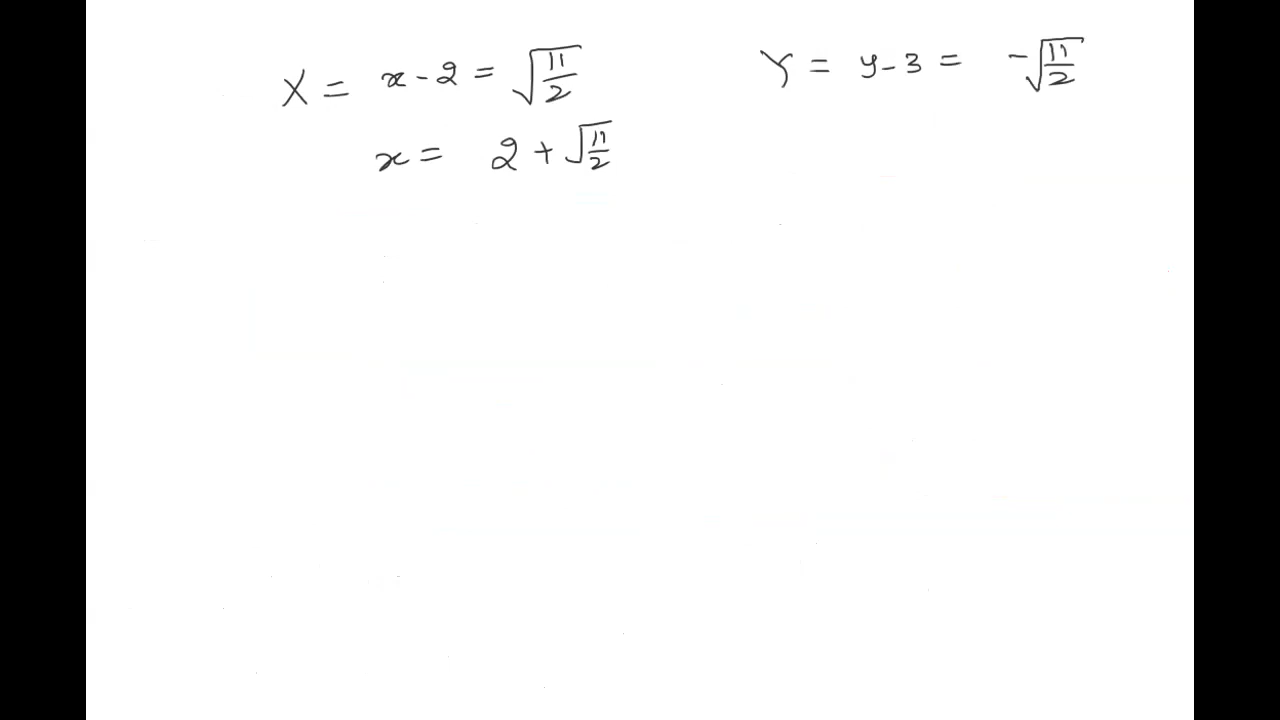 X = x - 2 = √(11/2)
Y = y - 3 = -√(11/2)
x = 2 + √(11/2)